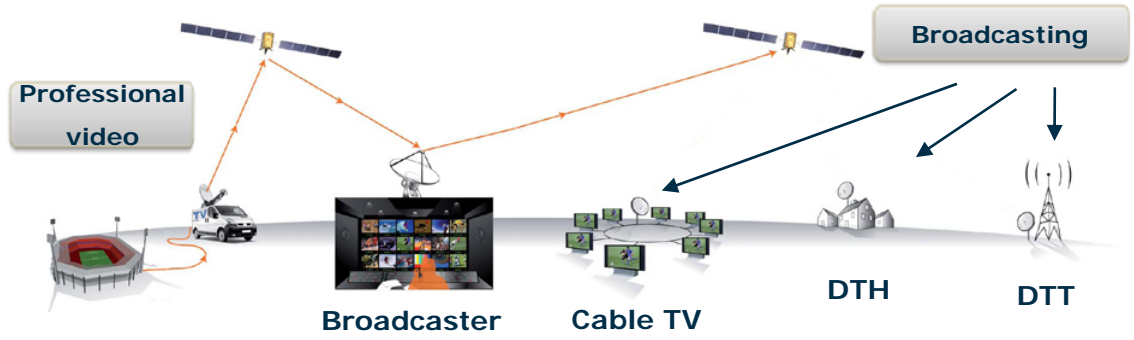 Broadcasting
Professional
video
TV
Broadcaster
Cable TV
DTH
DTT